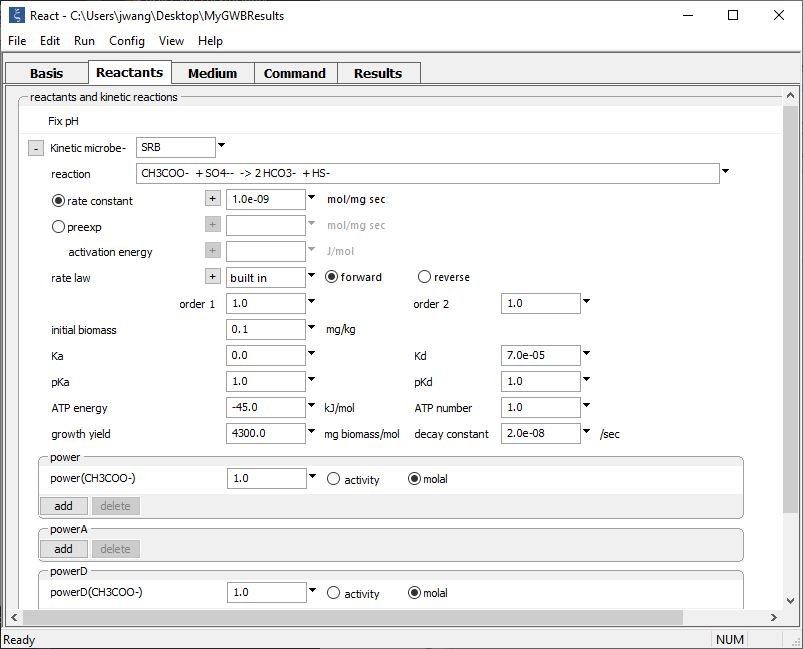 React - C:\Users\jwang\Desktop\MyGWBResults
File Edit Run Config View Help
Basis Reactants Medium Command Results
reactants and kinetic reactions
Fix pH
- Kinetic microbe- SRB
reaction CH3COO- + SO4-- -> 2 HCO3- + HS-
rate constant + 1.0e-09 mol/mg sec
preexp + mol/mg sec
activation energy + J/mol
rate law + built in forward reverse
order 1 1.0 order 2 1.0
initial biomass 0.1 mg/kg
Ka 0.0 Kd 7.0e-05
pKa 1.0 pKd 1.0
ATP energy -45.0 kJ/mol ATP number 1.0
growth yield 4300.0 mg biomass/mol decay constant 2.0e-08 /sec
power
power(CH3COO-) 1.0 activity molal
add delete
powerA
add delete
powerD
powerD(CH3COO-) 1.0 activity molal
Ready NUM